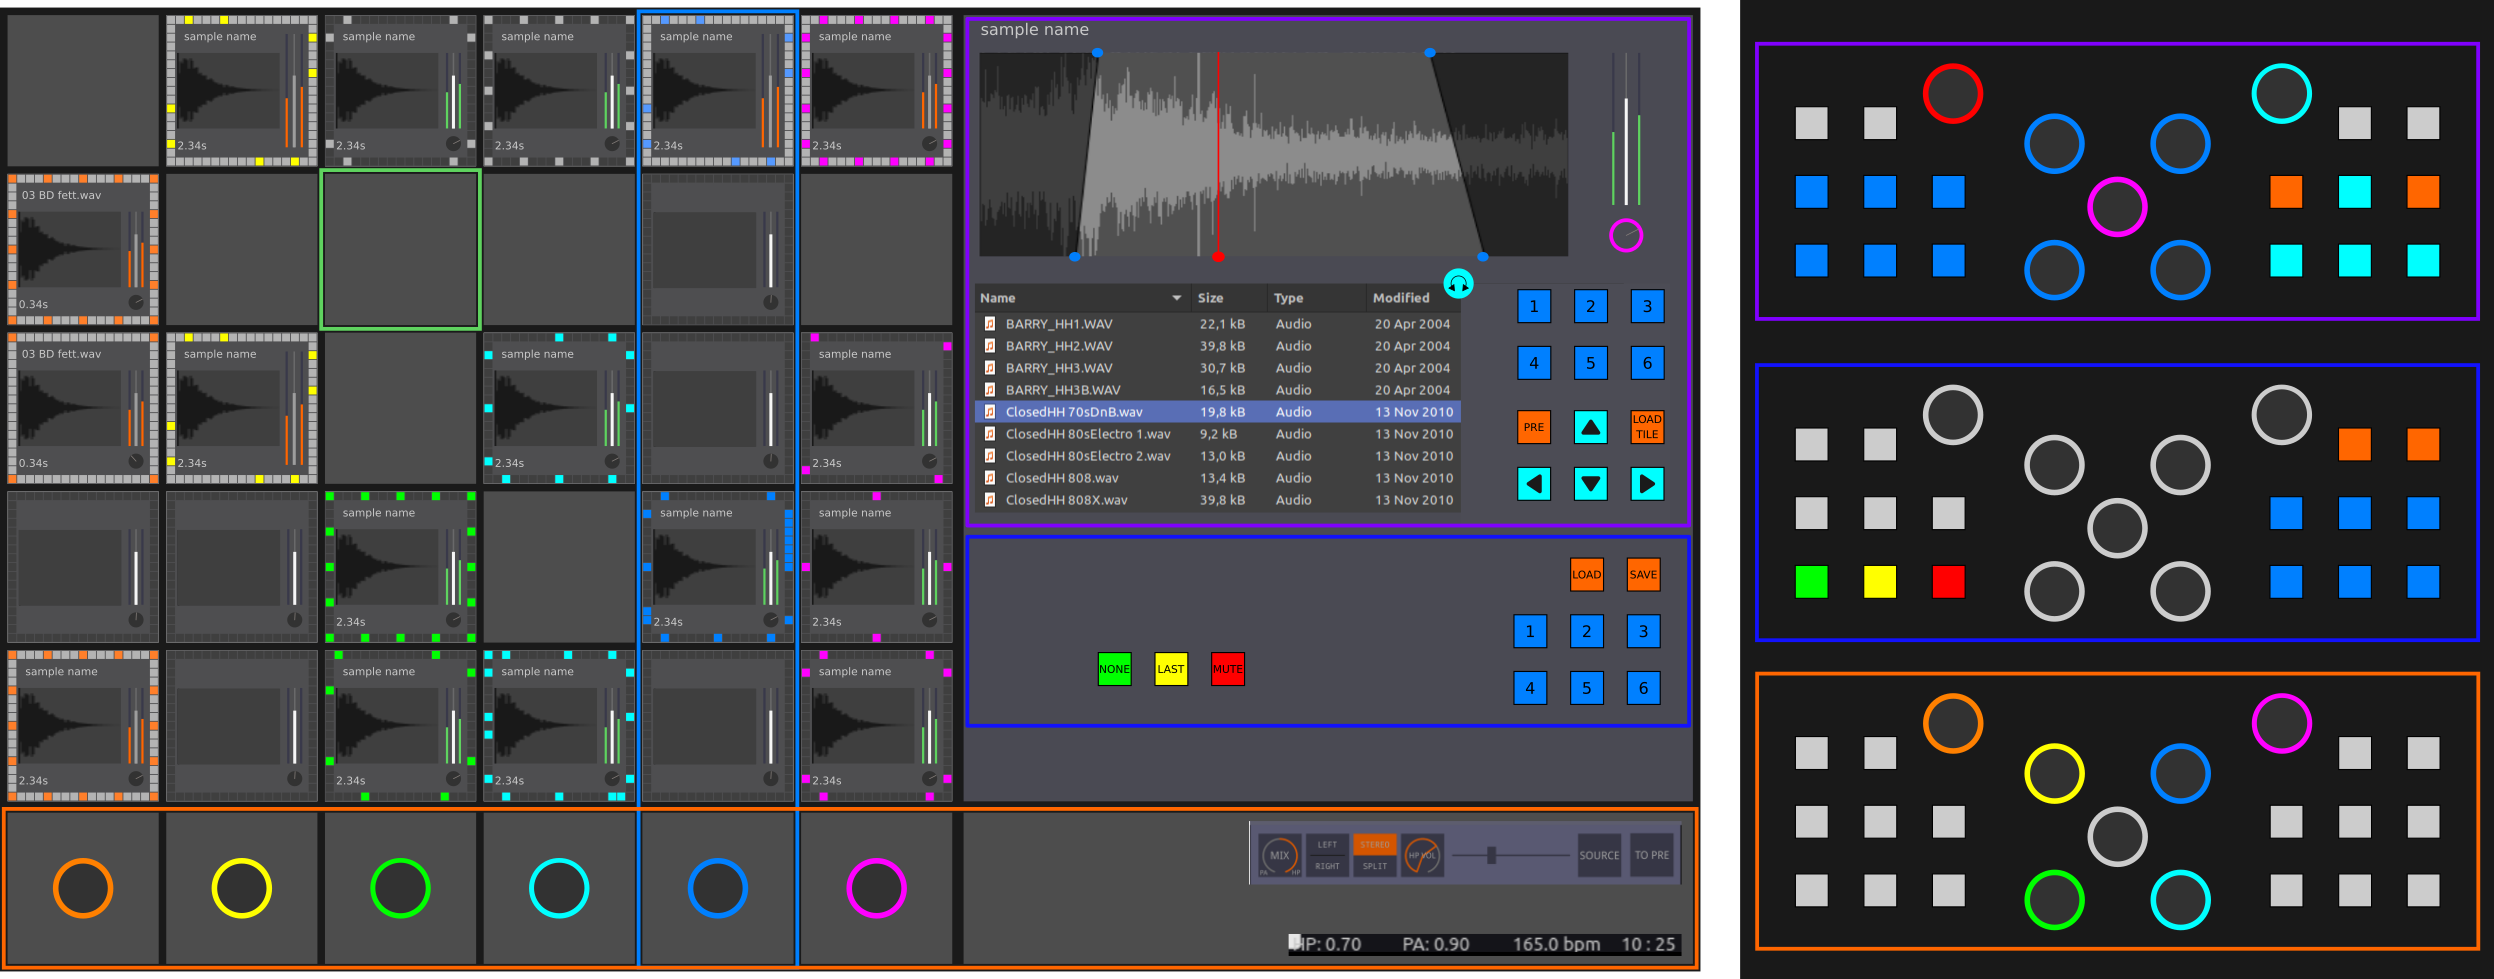 sample name
sample name
sample name
sample name
sample name
2.34s
2.34s
2.34s
2.34s
2.34s
03 BD fett.wav
0.34s
03 BD fett.wav
sample name
sample name
sample name
0.34s
2.34s
2.34s
2.34s
sample name
sample name
sample name
2.34s
2.34s
2.34s
sample name
sample name
sample name
sample name
2.34s
2.34s
2.34s
2.34s
sample name
Name Size Type Modified
BARRY_HH1.WAV 22,1 kB Audio 20 Apr 2004
BARRY_HH2.WAV 39,8 kB Audio 20 Apr 2004
BARRY_HH3.WAV 30,7 kB Audio 20 Apr 2004
BARRY_HH3B.WAV 16,5 kB Audio 20 Apr 2004
ClosedHH 70sDnB.wav 19,8 kB Audio 13 Nov 2010
ClosedHH 80sElectro 1.wav 9,2 kB Audio 13 Nov 2010
ClosedHH 80sElectro 2.wav 13,0 kB Audio 13 Nov 2010
ClosedHH 808.wav 13,4 kB Audio 13 Nov 2010
ClosedHH 808X.wav 39,8 kB Audio 13 Nov 2010
1 2 3
4 5 6
PRE LOAD TILE
LOAD SAVE
1 2 3
NONE LAST MUTE
4 5 6
MIX
PA HP
LEFT
RIGHT
STEREO
SPLIT
HP VOL
SOURCE
TO PRE
HP: 0.70 PA: 0.90 165.0 bpm 10 : 25